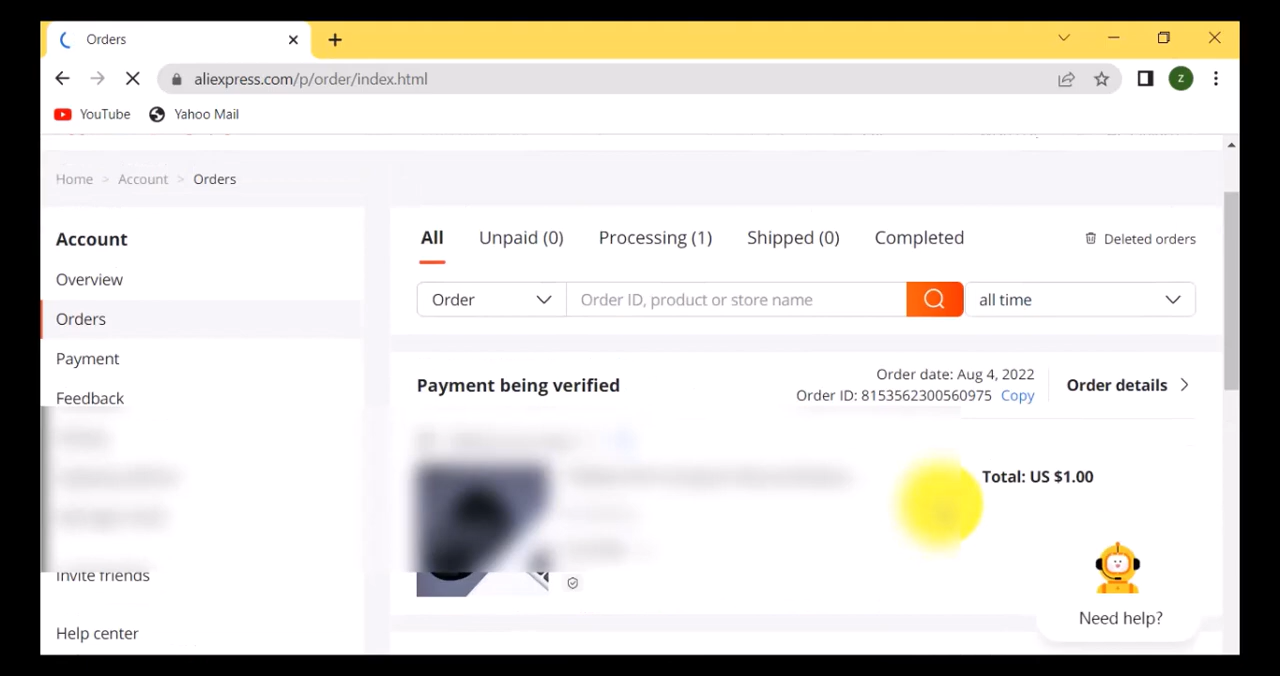 Orders
aliexpress.com/p/order/index.html
Z
YouTube Yahoo Mail
Home > Account > Orders
Account
Overview
Orders
Payment
Feedback
Invite friends
Help center
All Unpaid (0) Processing (1) Shipped (0) Completed Deleted orders
Order Order ID, product or store name all time
Payment being verified
Order date: Aug 4, 2022
Order ID: 8153562300560975 Copy
Order details
Total: US $1.00
Need help?